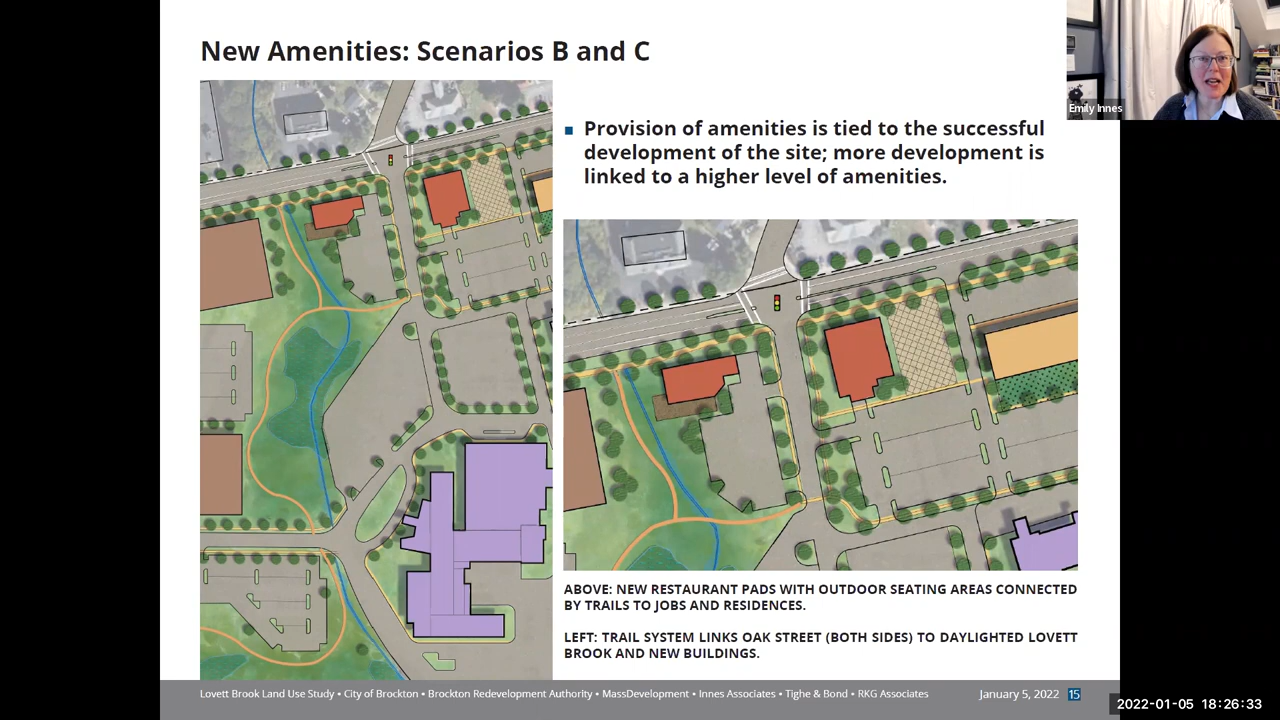 New Amenities: Scenarios B and C
Emily Innes
▪ Provision of amenities is tied to the successful
development of the site; more development is
linked to a higher level of amenities.
ABOVE: NEW RESTAURANT PADS WITH OUTDOOR SEATING AREAS CONNECTED
BY TRAILS TO JOBS AND RESIDENCES.
LEFT: TRAIL SYSTEM LINKS OAK STREET (BOTH SIDES) TO DAYLIGHTED LOVETT
BROOK AND NEW BUILDINGS.
Lovett Brook Land Use Study • City of Brockton • Brockton Redevelopment Authority • MassDevelopment • Innes Associates • Tighe & Bond • RKG Associates
January 5, 2022 15
2022-01-05 18:26:33